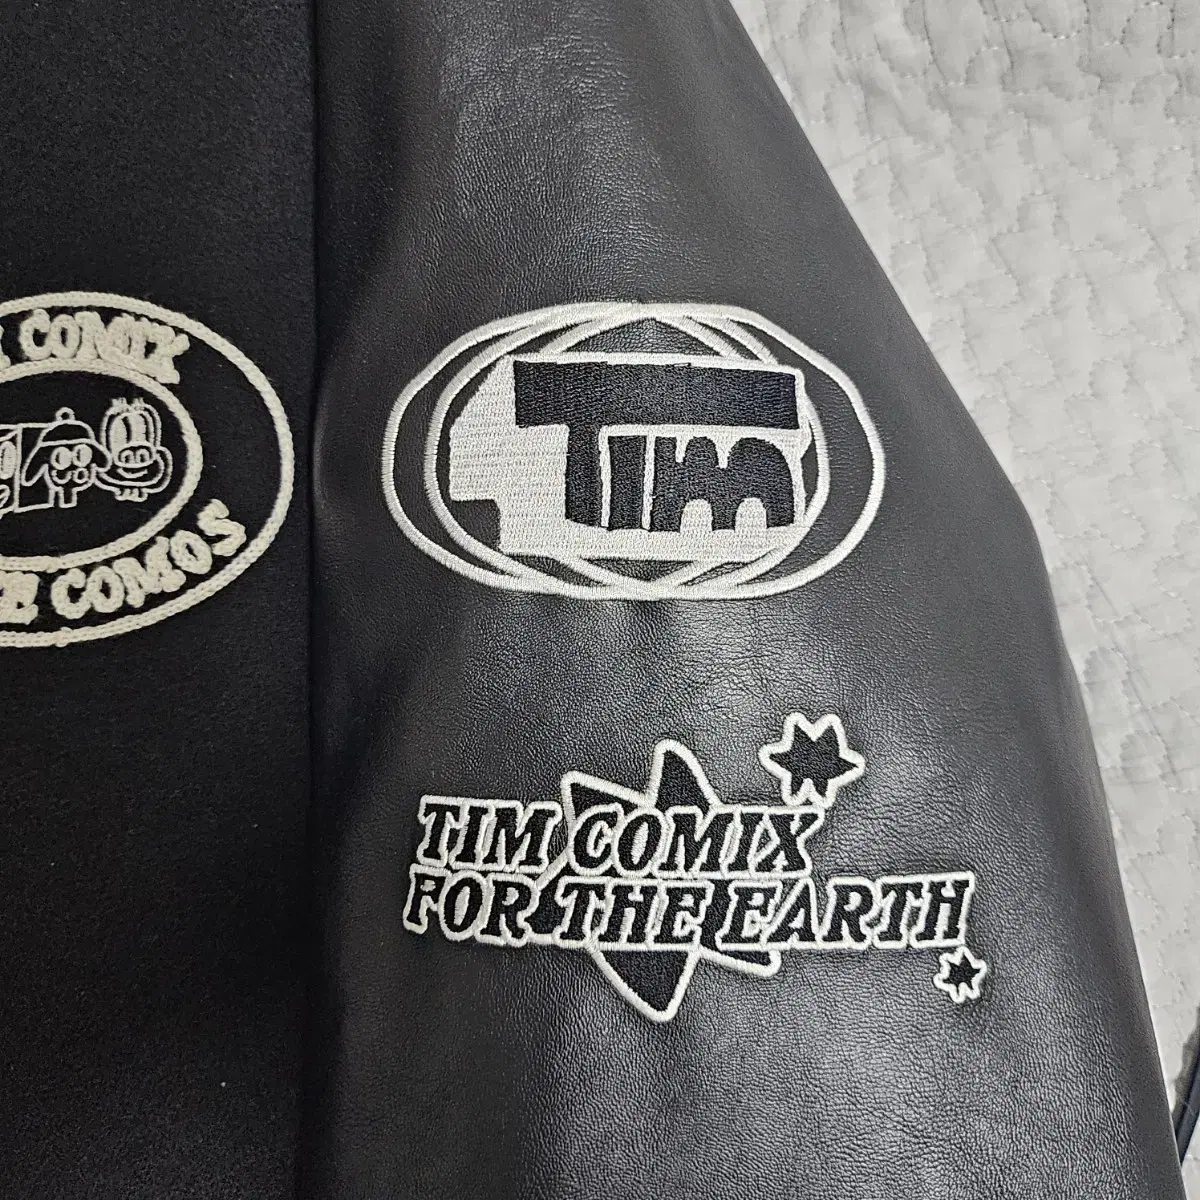 COMIX
COMOS
Tim
TIM COMIX
FOR THE EARTH